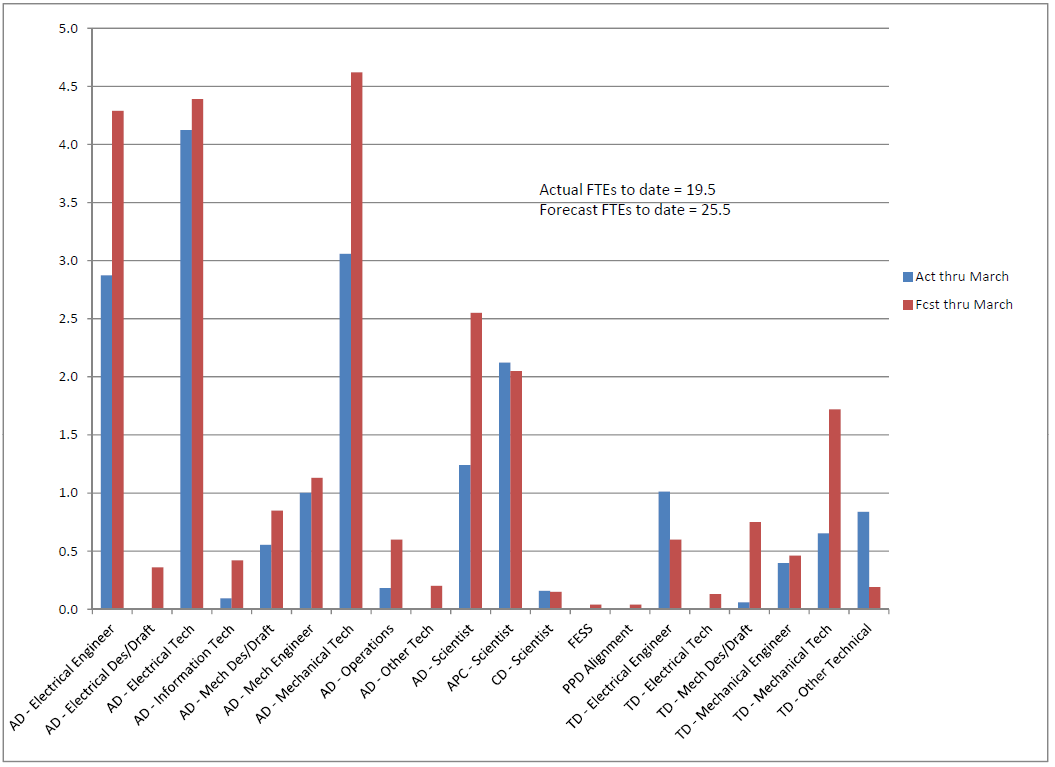 5.0
4.5
4.0
3.5
3.0
2.5
2.0
1.5
1.0
0.5
0.0
Actual FTEs to date = 19.5
Forecast FTEs to date = 25.5
Act thru March
Fcst thru March
AD - Electrical Engineer
AD - Electrical Des/Draft
AD - Electrical Tech
AD - Information Tech
AD - Mech Des/Draft
AD - Mech Engineer
AD - Mechanical Tech
AD - Operations
AD - Other Tech
AD - Scientist
APC - Scientist
CD - Scientist
FESS
PPD Alignment
TD - Electrical Engineer
TD - Electrical Tech
TD - Mech Des/Draft
TD - Mechanical Engineer
TD - Mechanical Tech
TD - Other Technical